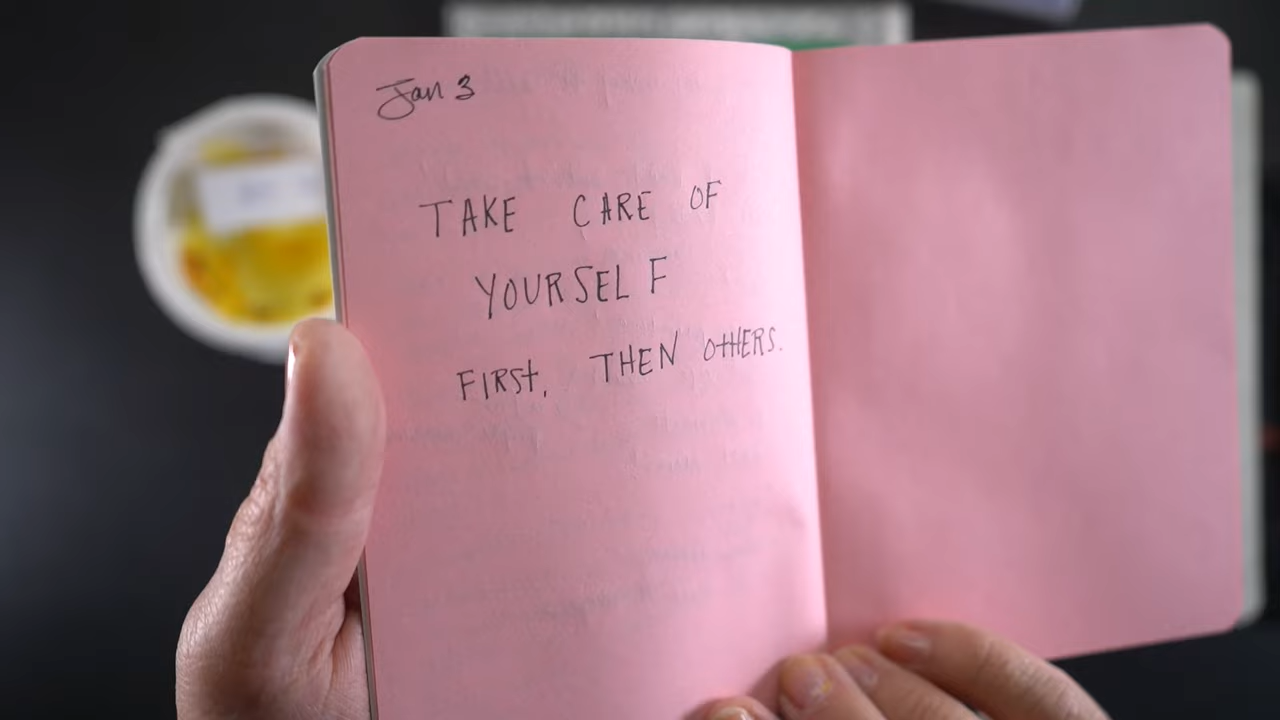 Jan 3
TAKE CARE OF
YOURSELF
FIRSt, THEN OtHERS.